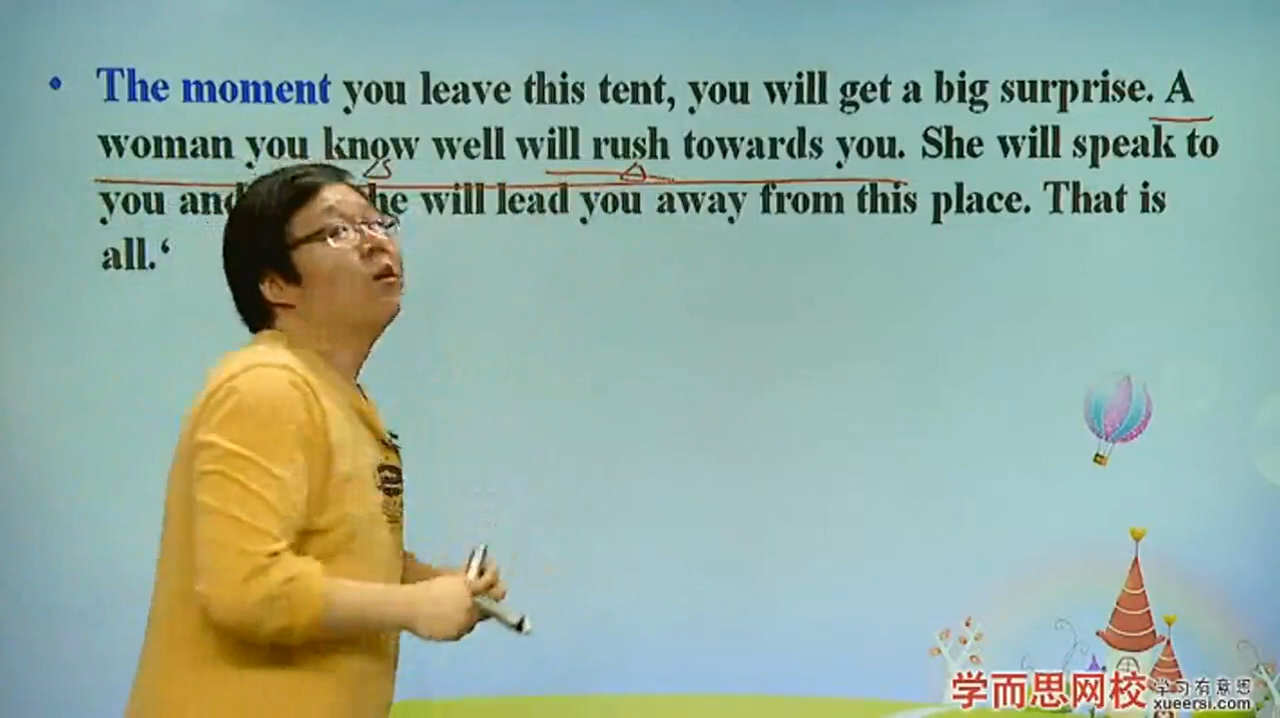 • The moment you leave this tent, you will get a big surprise. A
woman you know well will rush towards you. She will speak to
you and he will lead you away from this place. That is
all.‘
学而思网校 学习有意思
xueersi.com